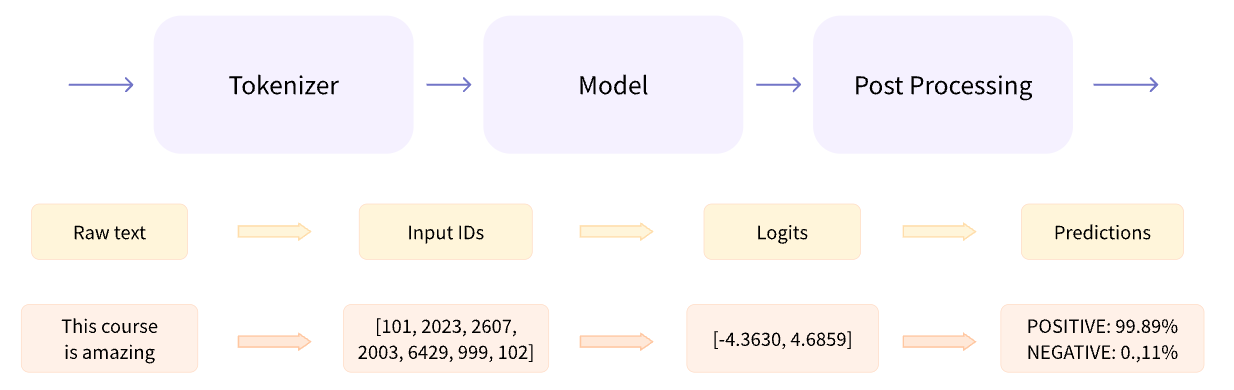 Tokenizer
Model
Post Processing
Raw text
Input IDs
Logits
Predictions
This course
is amazing
[101, 2023, 2607,
2003, 6429, 999, 102]
[-4.3630, 4.6859]
POSITIVE: 99.89%
NEGATIVE: 0.,11%